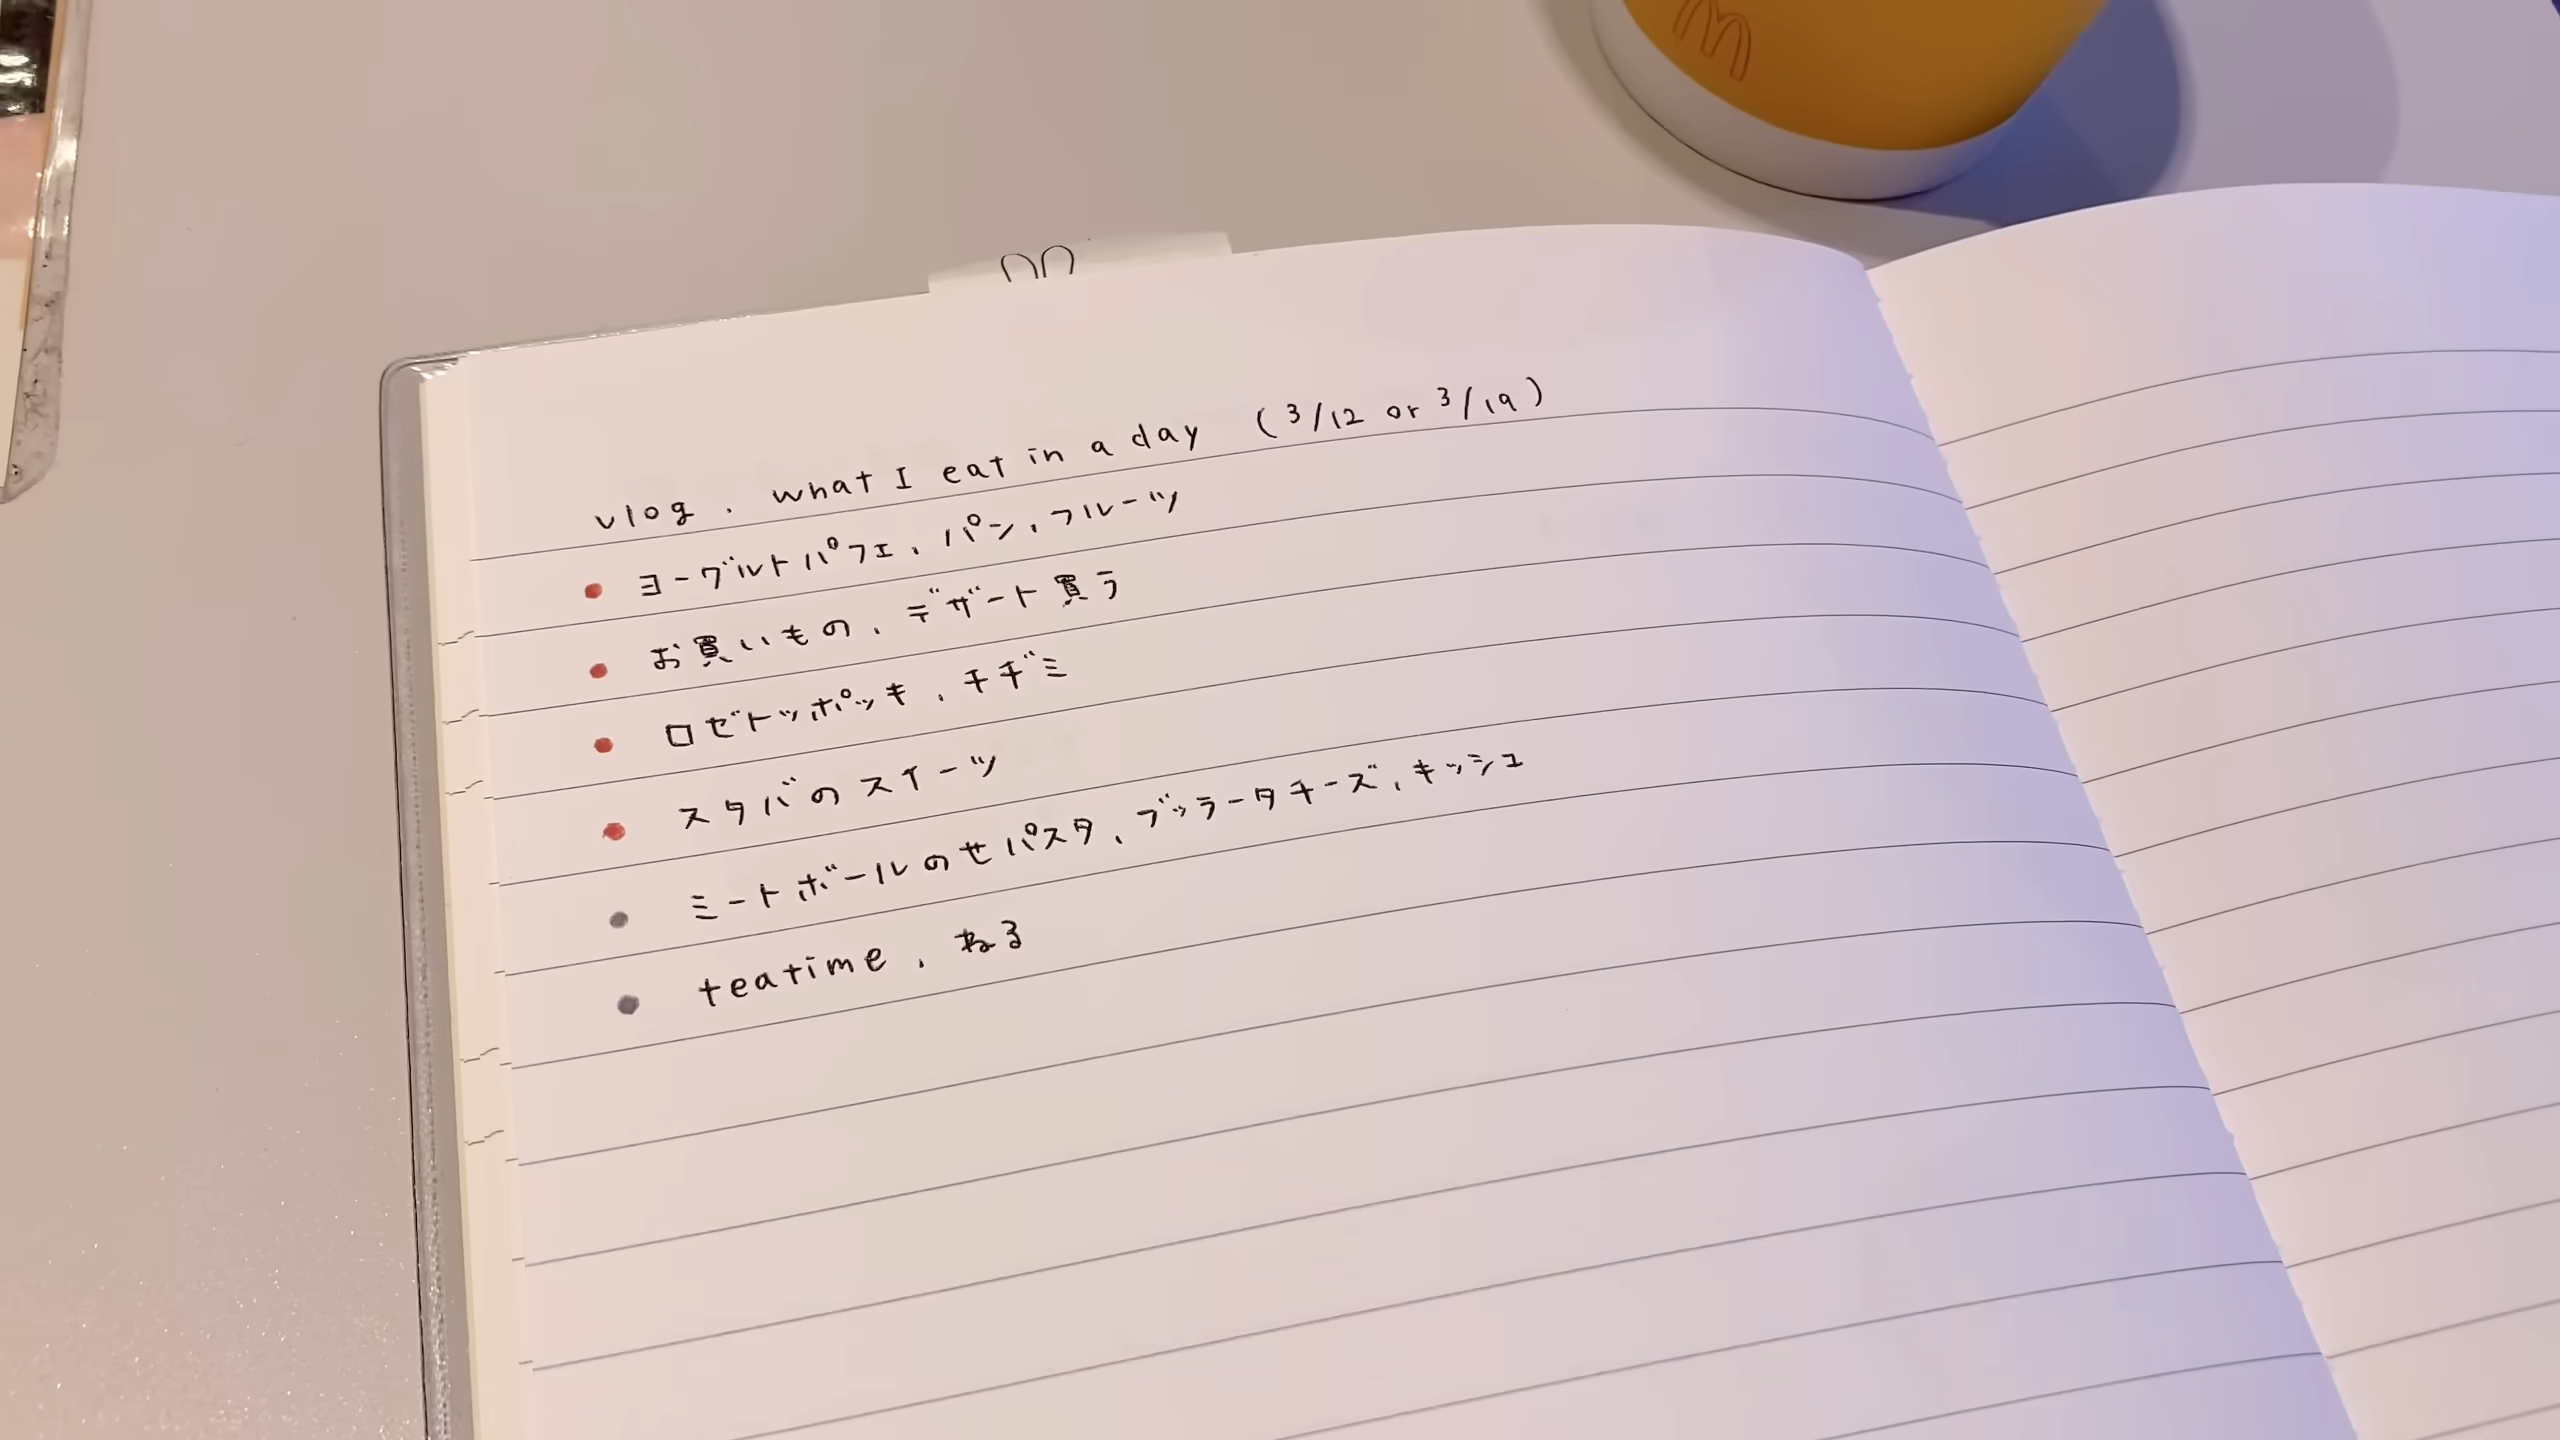 vlog. what I eat in a day (3/12 or 3/19)
• ヨーグルトパフェ、パン、フルーツ
• お買いもの、デザート買う
• ロゼトッポッキ、チヂミ
• スタバのスイーツ
• ミートボールのせパスタ、ブッラータチーズ、キッシュ
• teatime、ねる